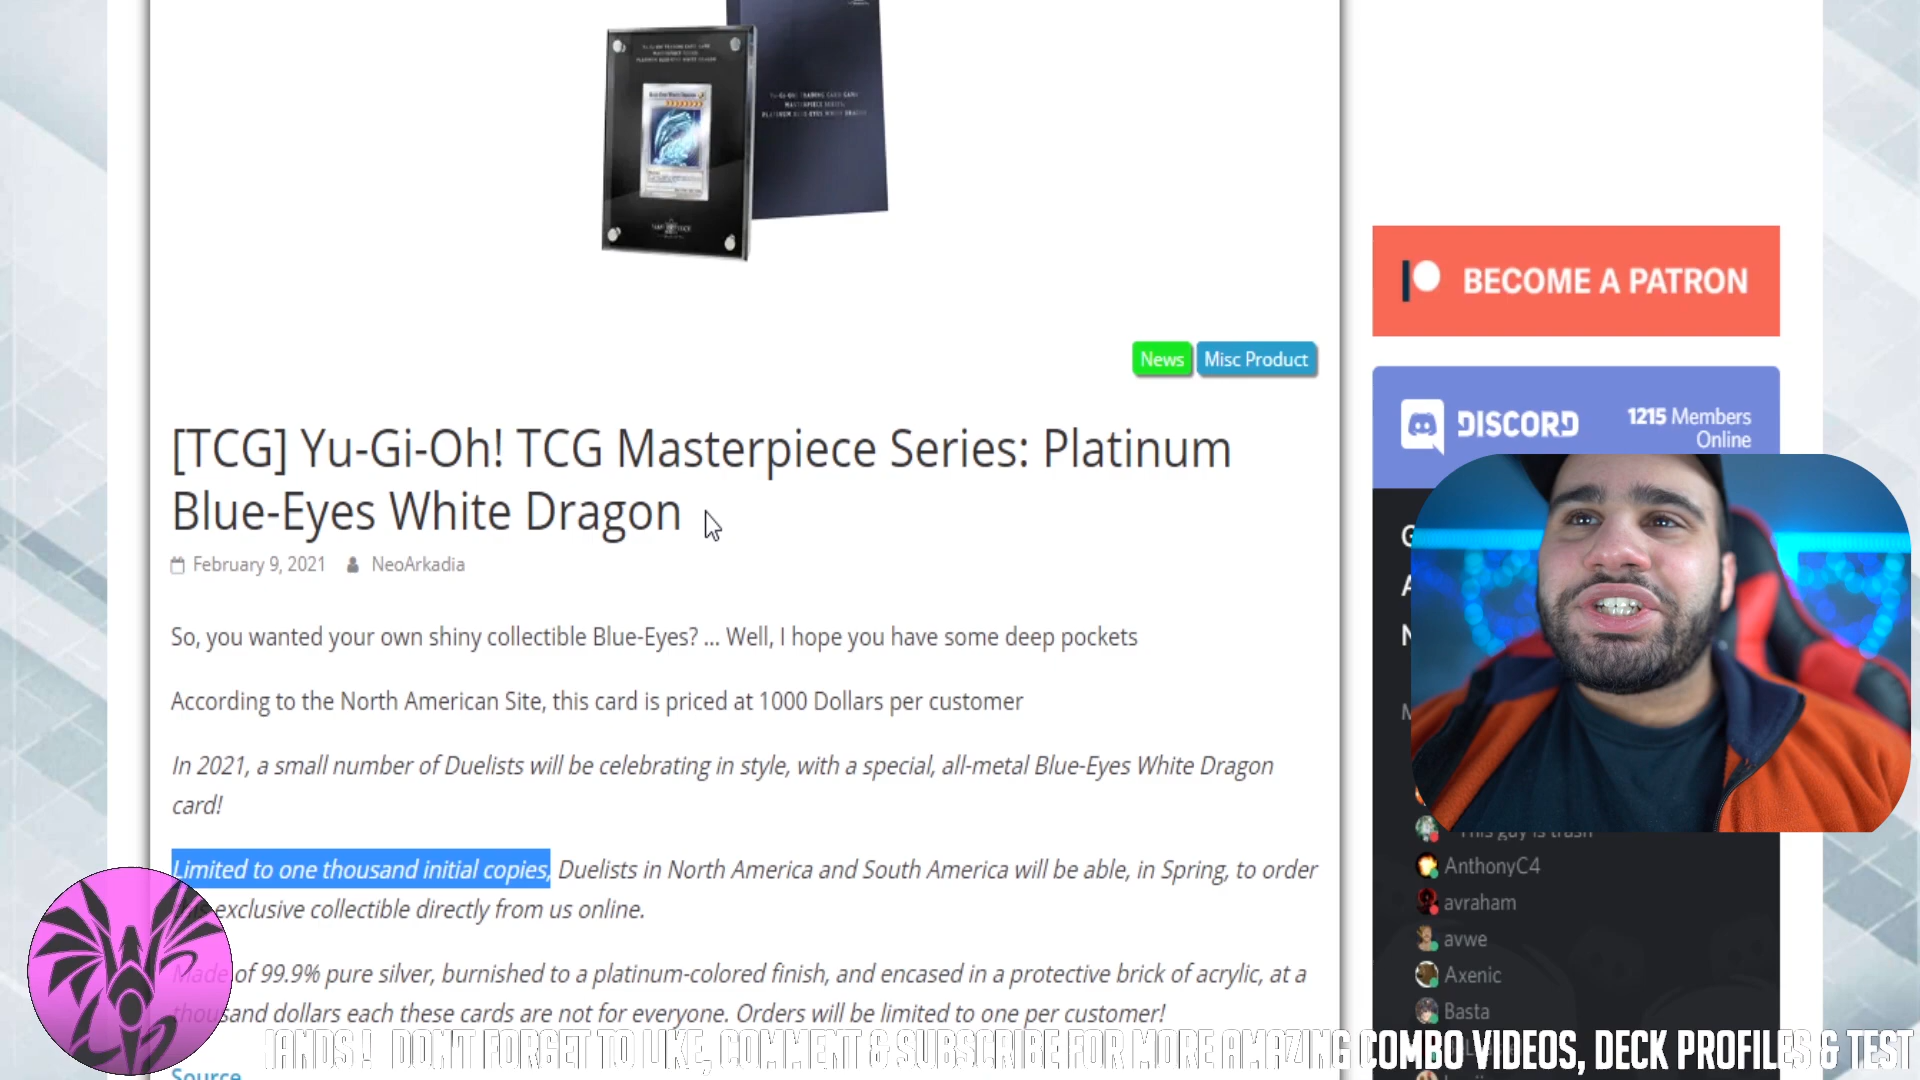 News
Misc Product
[TCG] Yu-Gi-Oh! TCG Masterpiece Series: Platinum
Blue-Eyes White Dragon
February 9, 2021 NeoArkadia
So, you wanted your own shiny collectible Blue-Eyes? ... Well, I hope you have some deep pockets
According to the North American Site, this card is priced at 1000 Dollars per customer
In 2021, a small number of Duelists will be celebrating in style, with a special, all-metal Blue-Eyes White Dragon
card!
Limited to one thousand initial copies, Duelists in North America and South America will be able, in Spring, to order
exclusive collectible directly from us online.
Made of 99.9% pure silver, burnished to a platinum-colored finish, and encased in a protective brick of acrylic, at a
thousand dollars each these cards are not for everyone. Orders will be limited to one per customer!
Source
BECOME A PATRON
DISCORD
1215 Members
Online
This guy is trash
AnthonyC4
avraham
avwe
Axenic
Basta
DON'T FORGET TO LIKE, COMMENT & SUBSCRIBE FOR MORE AMAZING COMBO VIDEOS, DECK PROFILES & TEST